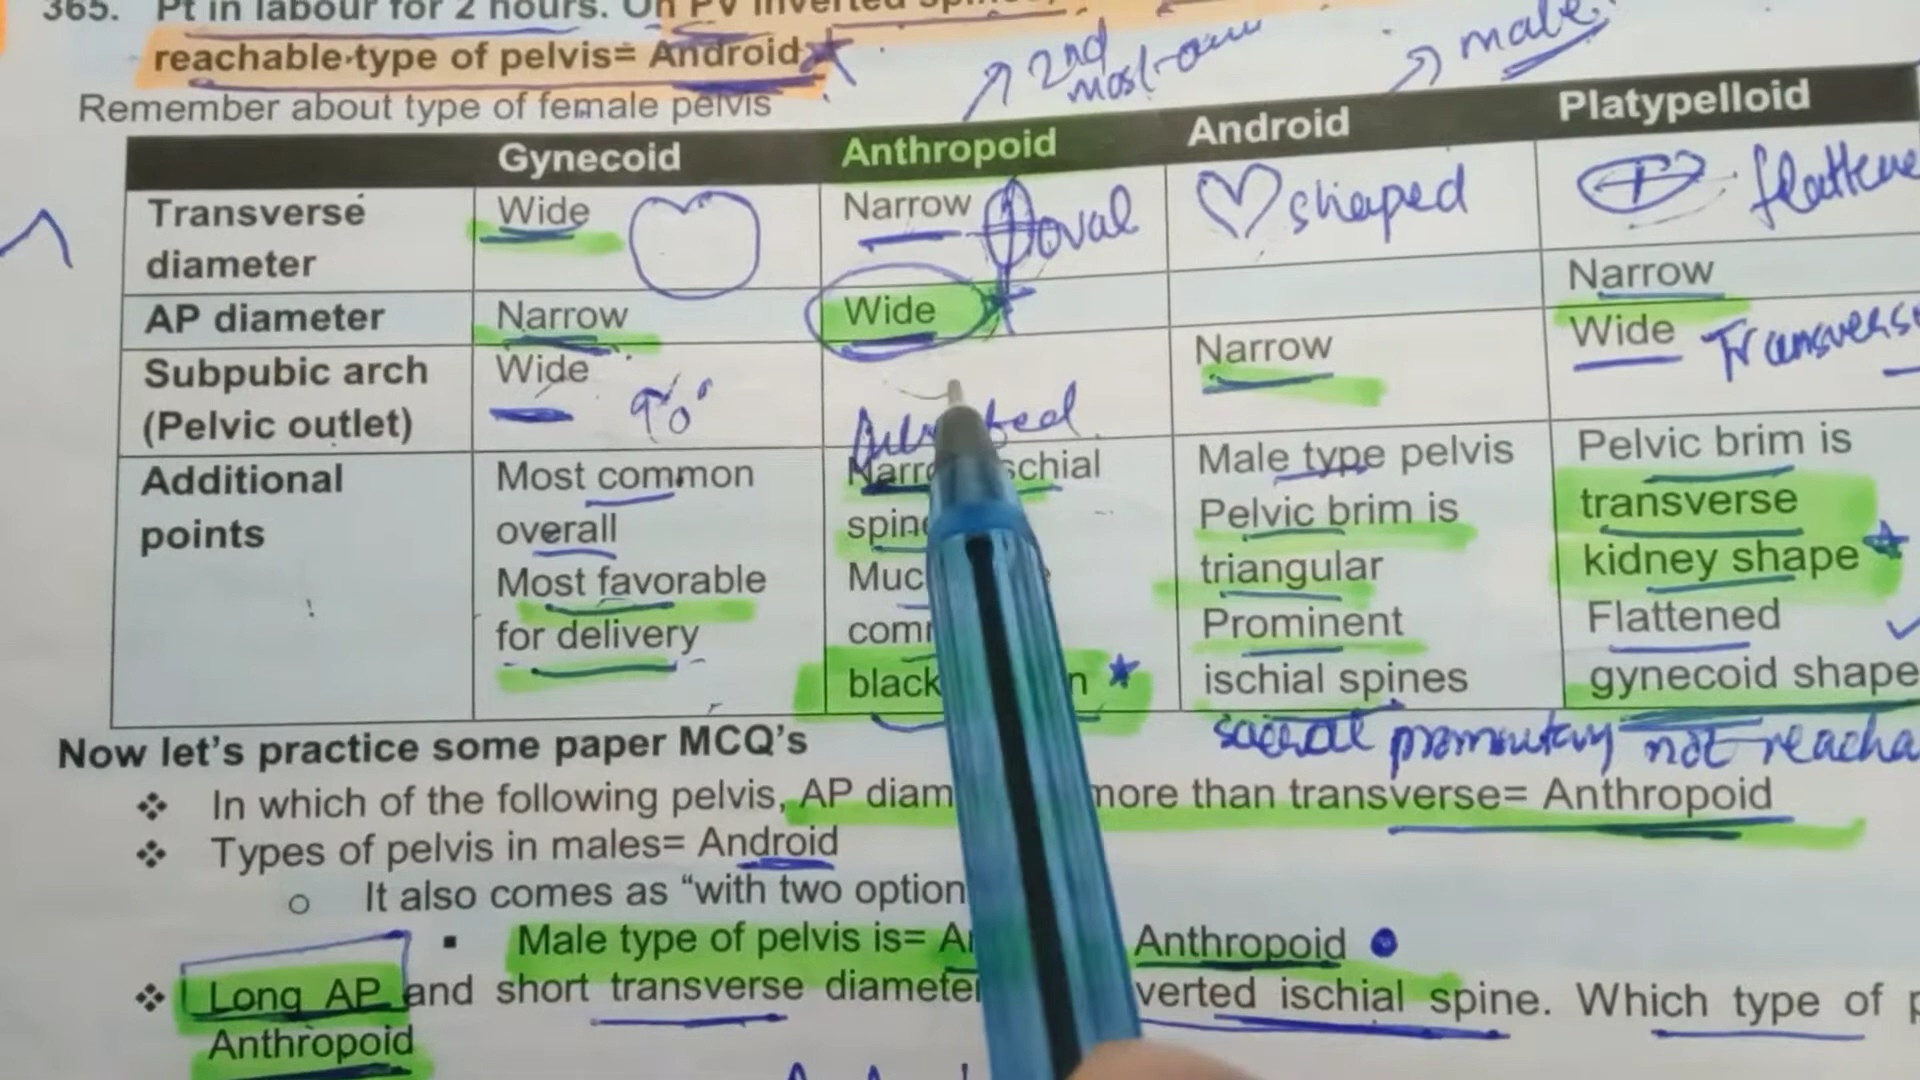 365. Pt in labour for 2 hours. On PV inverted spines,
reachable type of pelvis= Android
2nd
most
male
Remember about type of female pelvis
Gynecoid Anthropoid Android Platypelloid
Transverse diameter Wide Narrow oval shaped flattene
Narrow
AP diameter Narrow Wide
Subpubic arch (Pelvic outlet) Wide 90° Narrow Wide Transvers
Additional points
Most common
overall
Most favorable
for delivery
ischial
black
Male type pelvis
Pelvic brim is
triangular
Prominent
ischial spines
Pelvic brim is
transverse
kidney shape
Flattened
gynecoid shape
sacral promontary not reacha
Now let's practice some paper MCQ's
❖ In which of the following pelvis, AP diam more than transverse= Anthropoid
❖ Types of pelvis in males= Android
o It also comes as "with two option
▪ Male type of pelvis is= Anthropoid
❖ Long AP and short transverse verted ischial spine. Which type of
Anthropoid